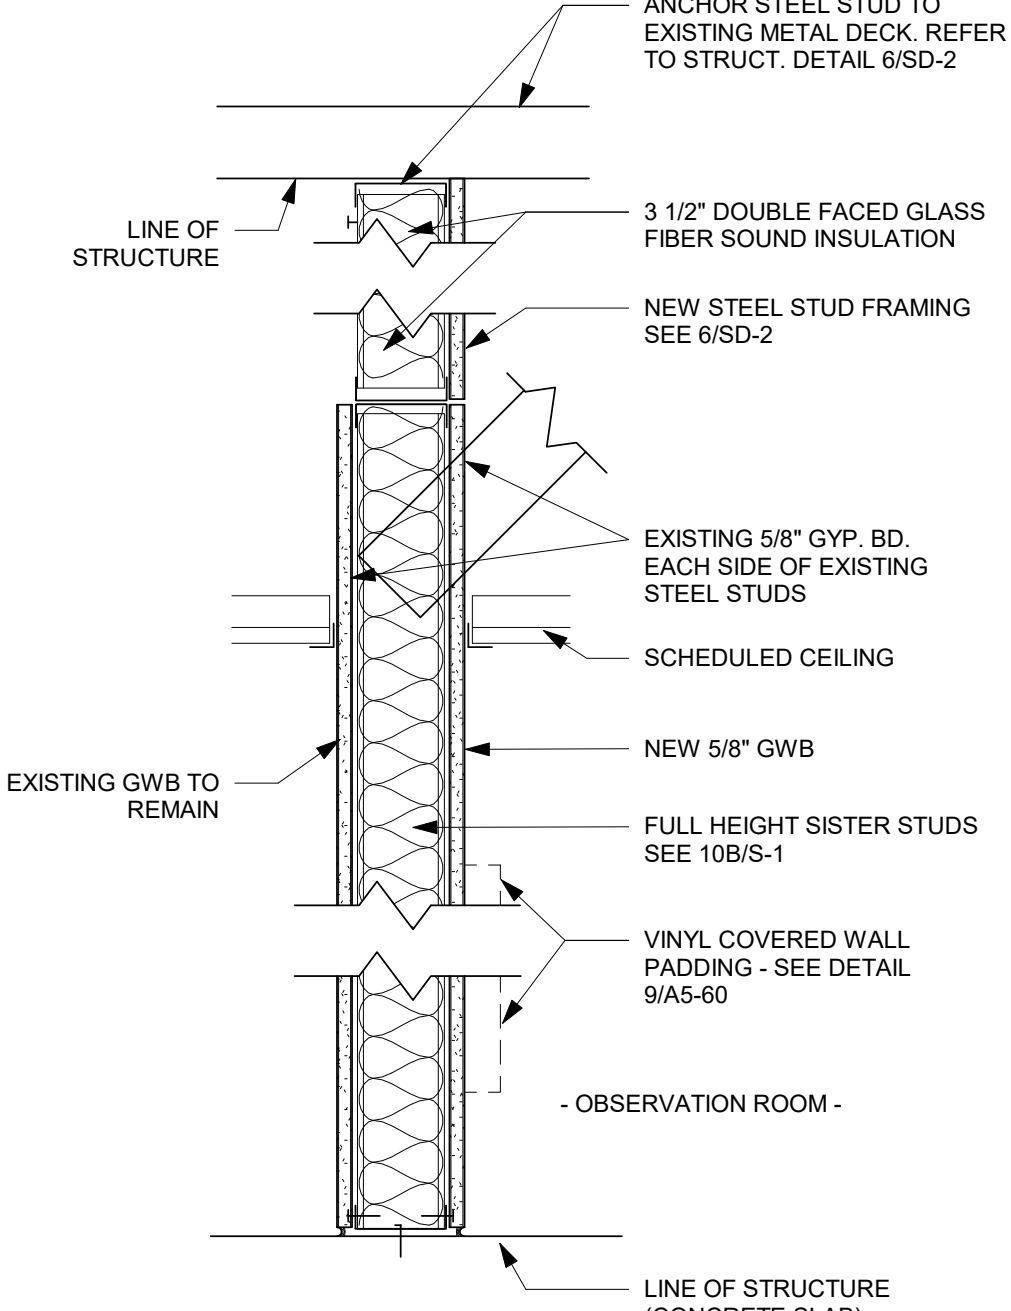 ANCHOR STEEL STUD TO
EXISTING METAL DECK. REFER
TO STRUCT. DETAIL 6/SD-2
LINE OF
STRUCTURE
3 1/2" DOUBLE FACED GLASS
FIBER SOUND INSULATION
NEW STEEL STUD FRAMING
SEE 6/SD-2
EXISTING 5/8" GYP. BD.
EACH SIDE OF EXISTING
STEEL STUDS
SCHEDULED CEILING
NEW 5/8" GWB
EXISTING GWB TO
REMAIN
FULL HEIGHT SISTER STUDS
SEE 10B/S-1
VINYL COVERED WALL
PADDING - SEE DETAIL
9/A5-60
- OBSERVATION ROOM -
LINE OF STRUCTURE
(CONCRETE SLAB)